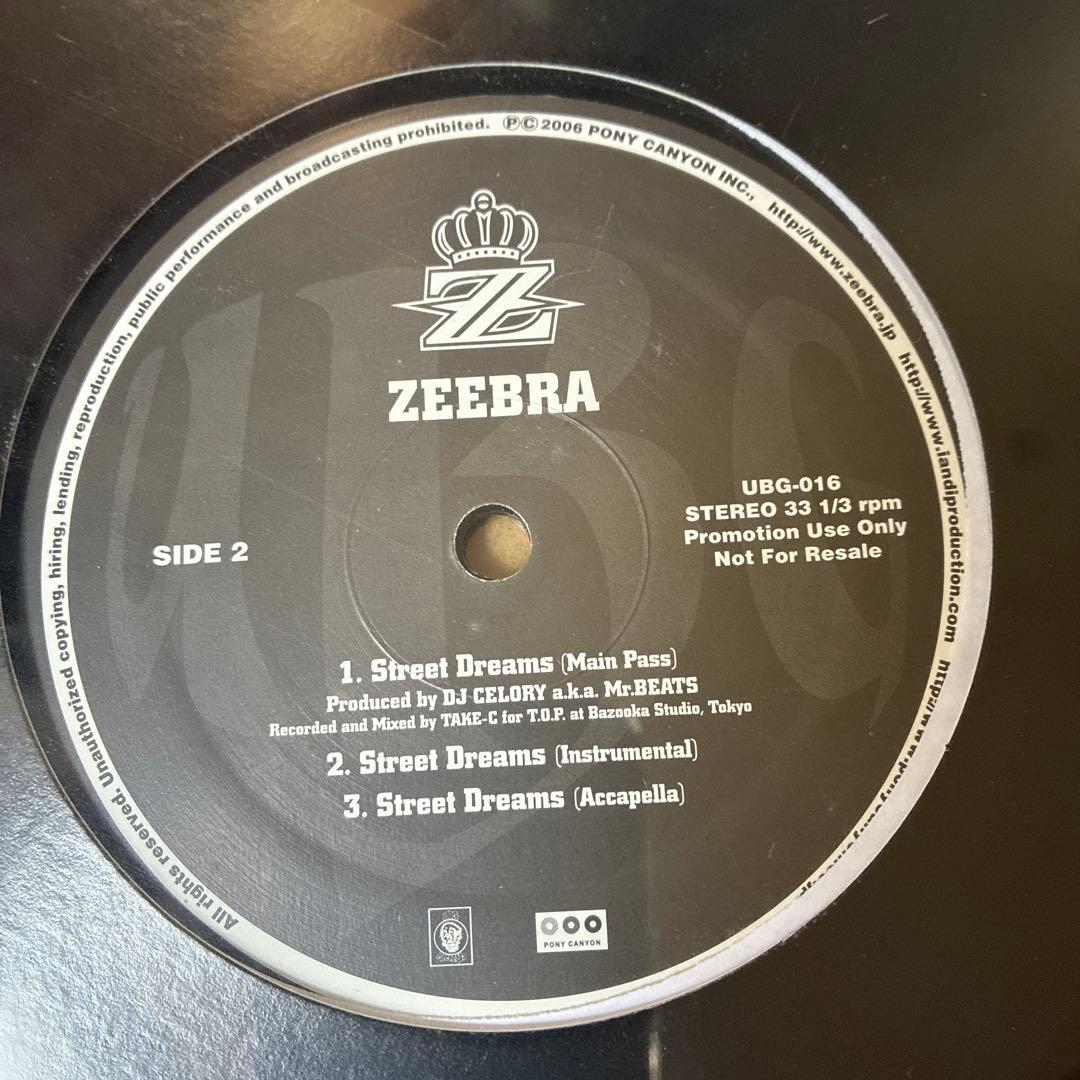 All rights reserved. Unauthorized copying, hiring, lending, reproduction, public performance and broadcasting prohibited. ℗©2006 PONY CANYON INC., http://www.zeebra.jp http://www.iandiproduction.com
Z
ZEEBRA
UBG-016
STEREO 33 1/3 rpm
Promotion Use Only
Not For Resale
SIDE 2
1. Street Dreams (Main Pass)
Produced by DJ CELORY a.k.a. Mr.BEATS
Recorded and Mixed by TAKE-C for T.O.P. at Bazooka Studio, Tokyo
2. Street Dreams (Instrumental)
3. Street Dreams (Accapella)
PONY CANYON
UBG